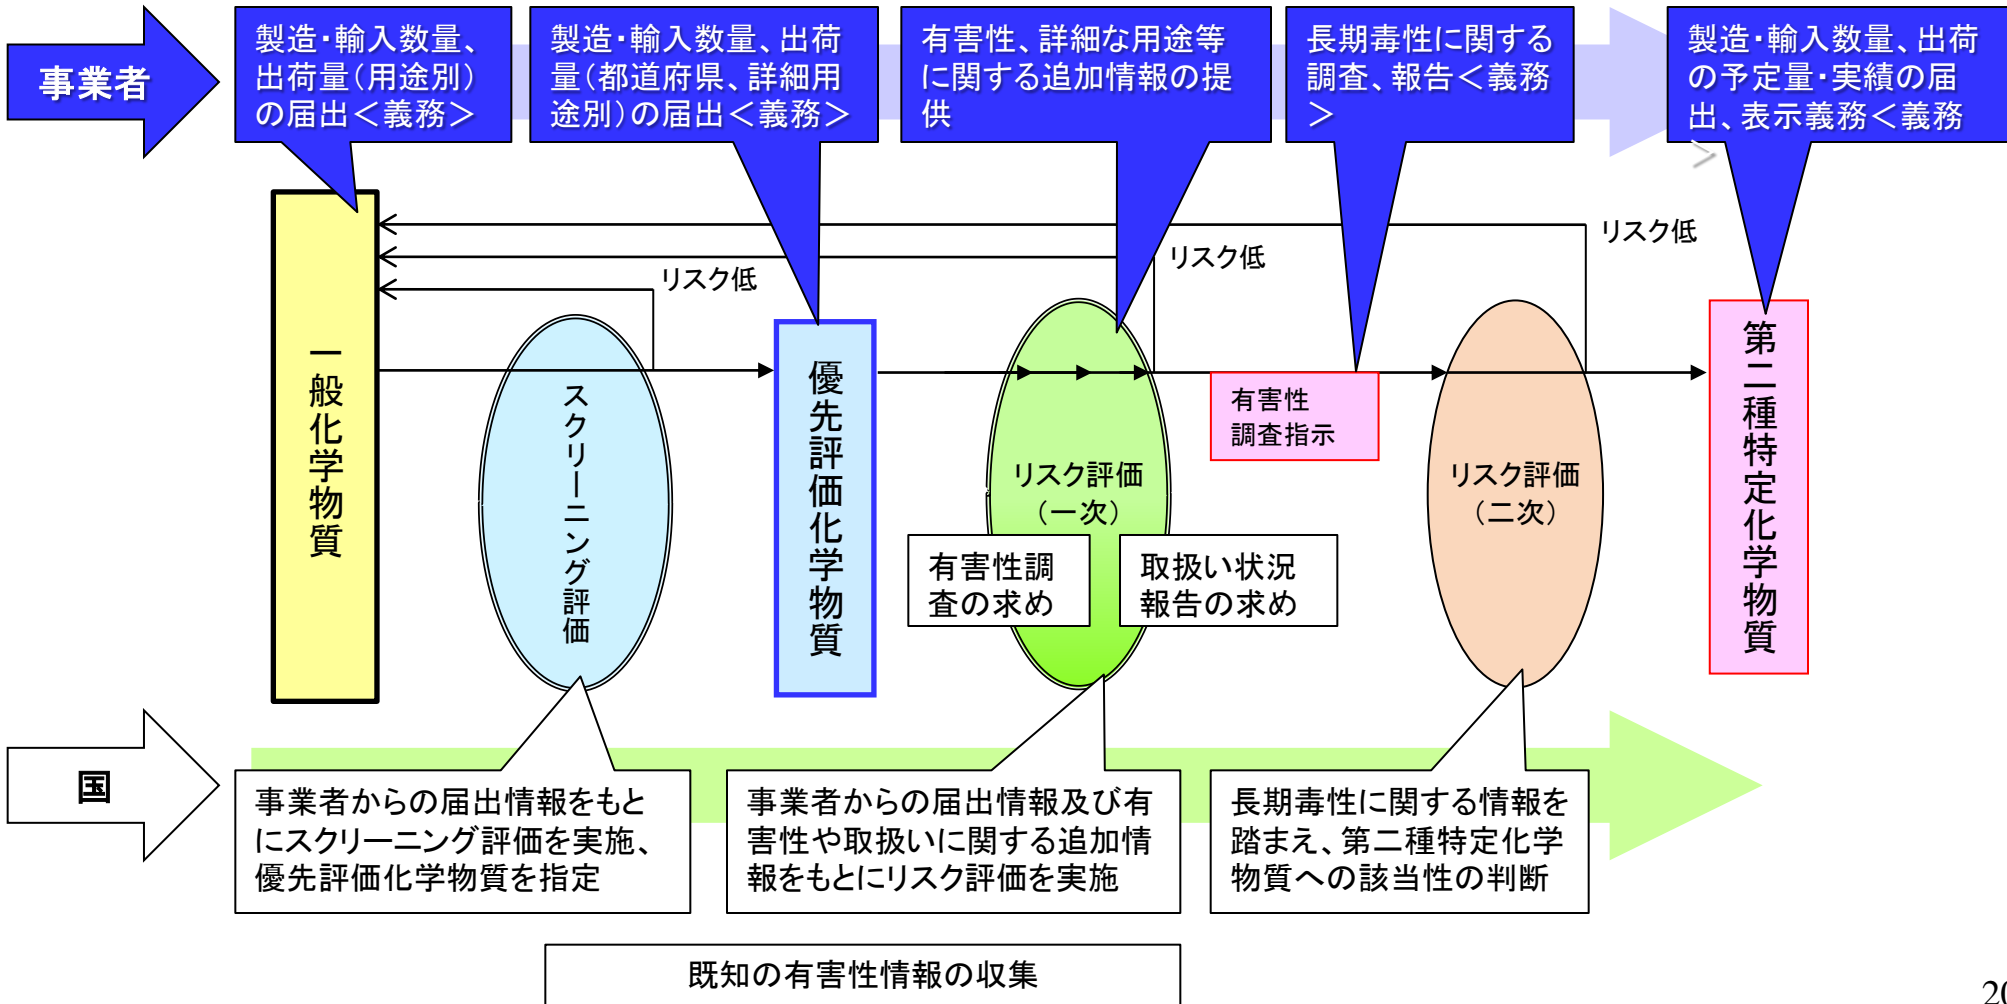 事業者
製造・輸入数量、
出荷量（用途別）
の届出＜義務＞
製造・輸入数量、出荷
量（都道府県、詳細用
途別）の届出＜義務＞
有害性、詳細な用途等
に関する追加情報の提
供
長期毒性に関する
調査、報告＜義務
＞
製造・輸入数量、出荷
の予定量・実績の届
出、表示義務＜義務
＞
リスク低
リスク低
リスク低
一般化学物質
スクリーニング評価
優先評価化学物質
リスク評価
（一次）
有害性調
査の求め
取扱い状況
報告の求め
有害性
調査指示
リスク評価
（二次）
第二種特定化学物質
国
事業者からの届出情報をもと
にスクリーニング評価を実施、
優先評価化学物質を指定
事業者からの届出情報及び有
害性や取扱いに関する追加情
報をもとにリスク評価を実施
長期毒性に関する情報を
踏まえ、第二種特定化学
物質への該当性の判断
既知の有害性情報の収集
20